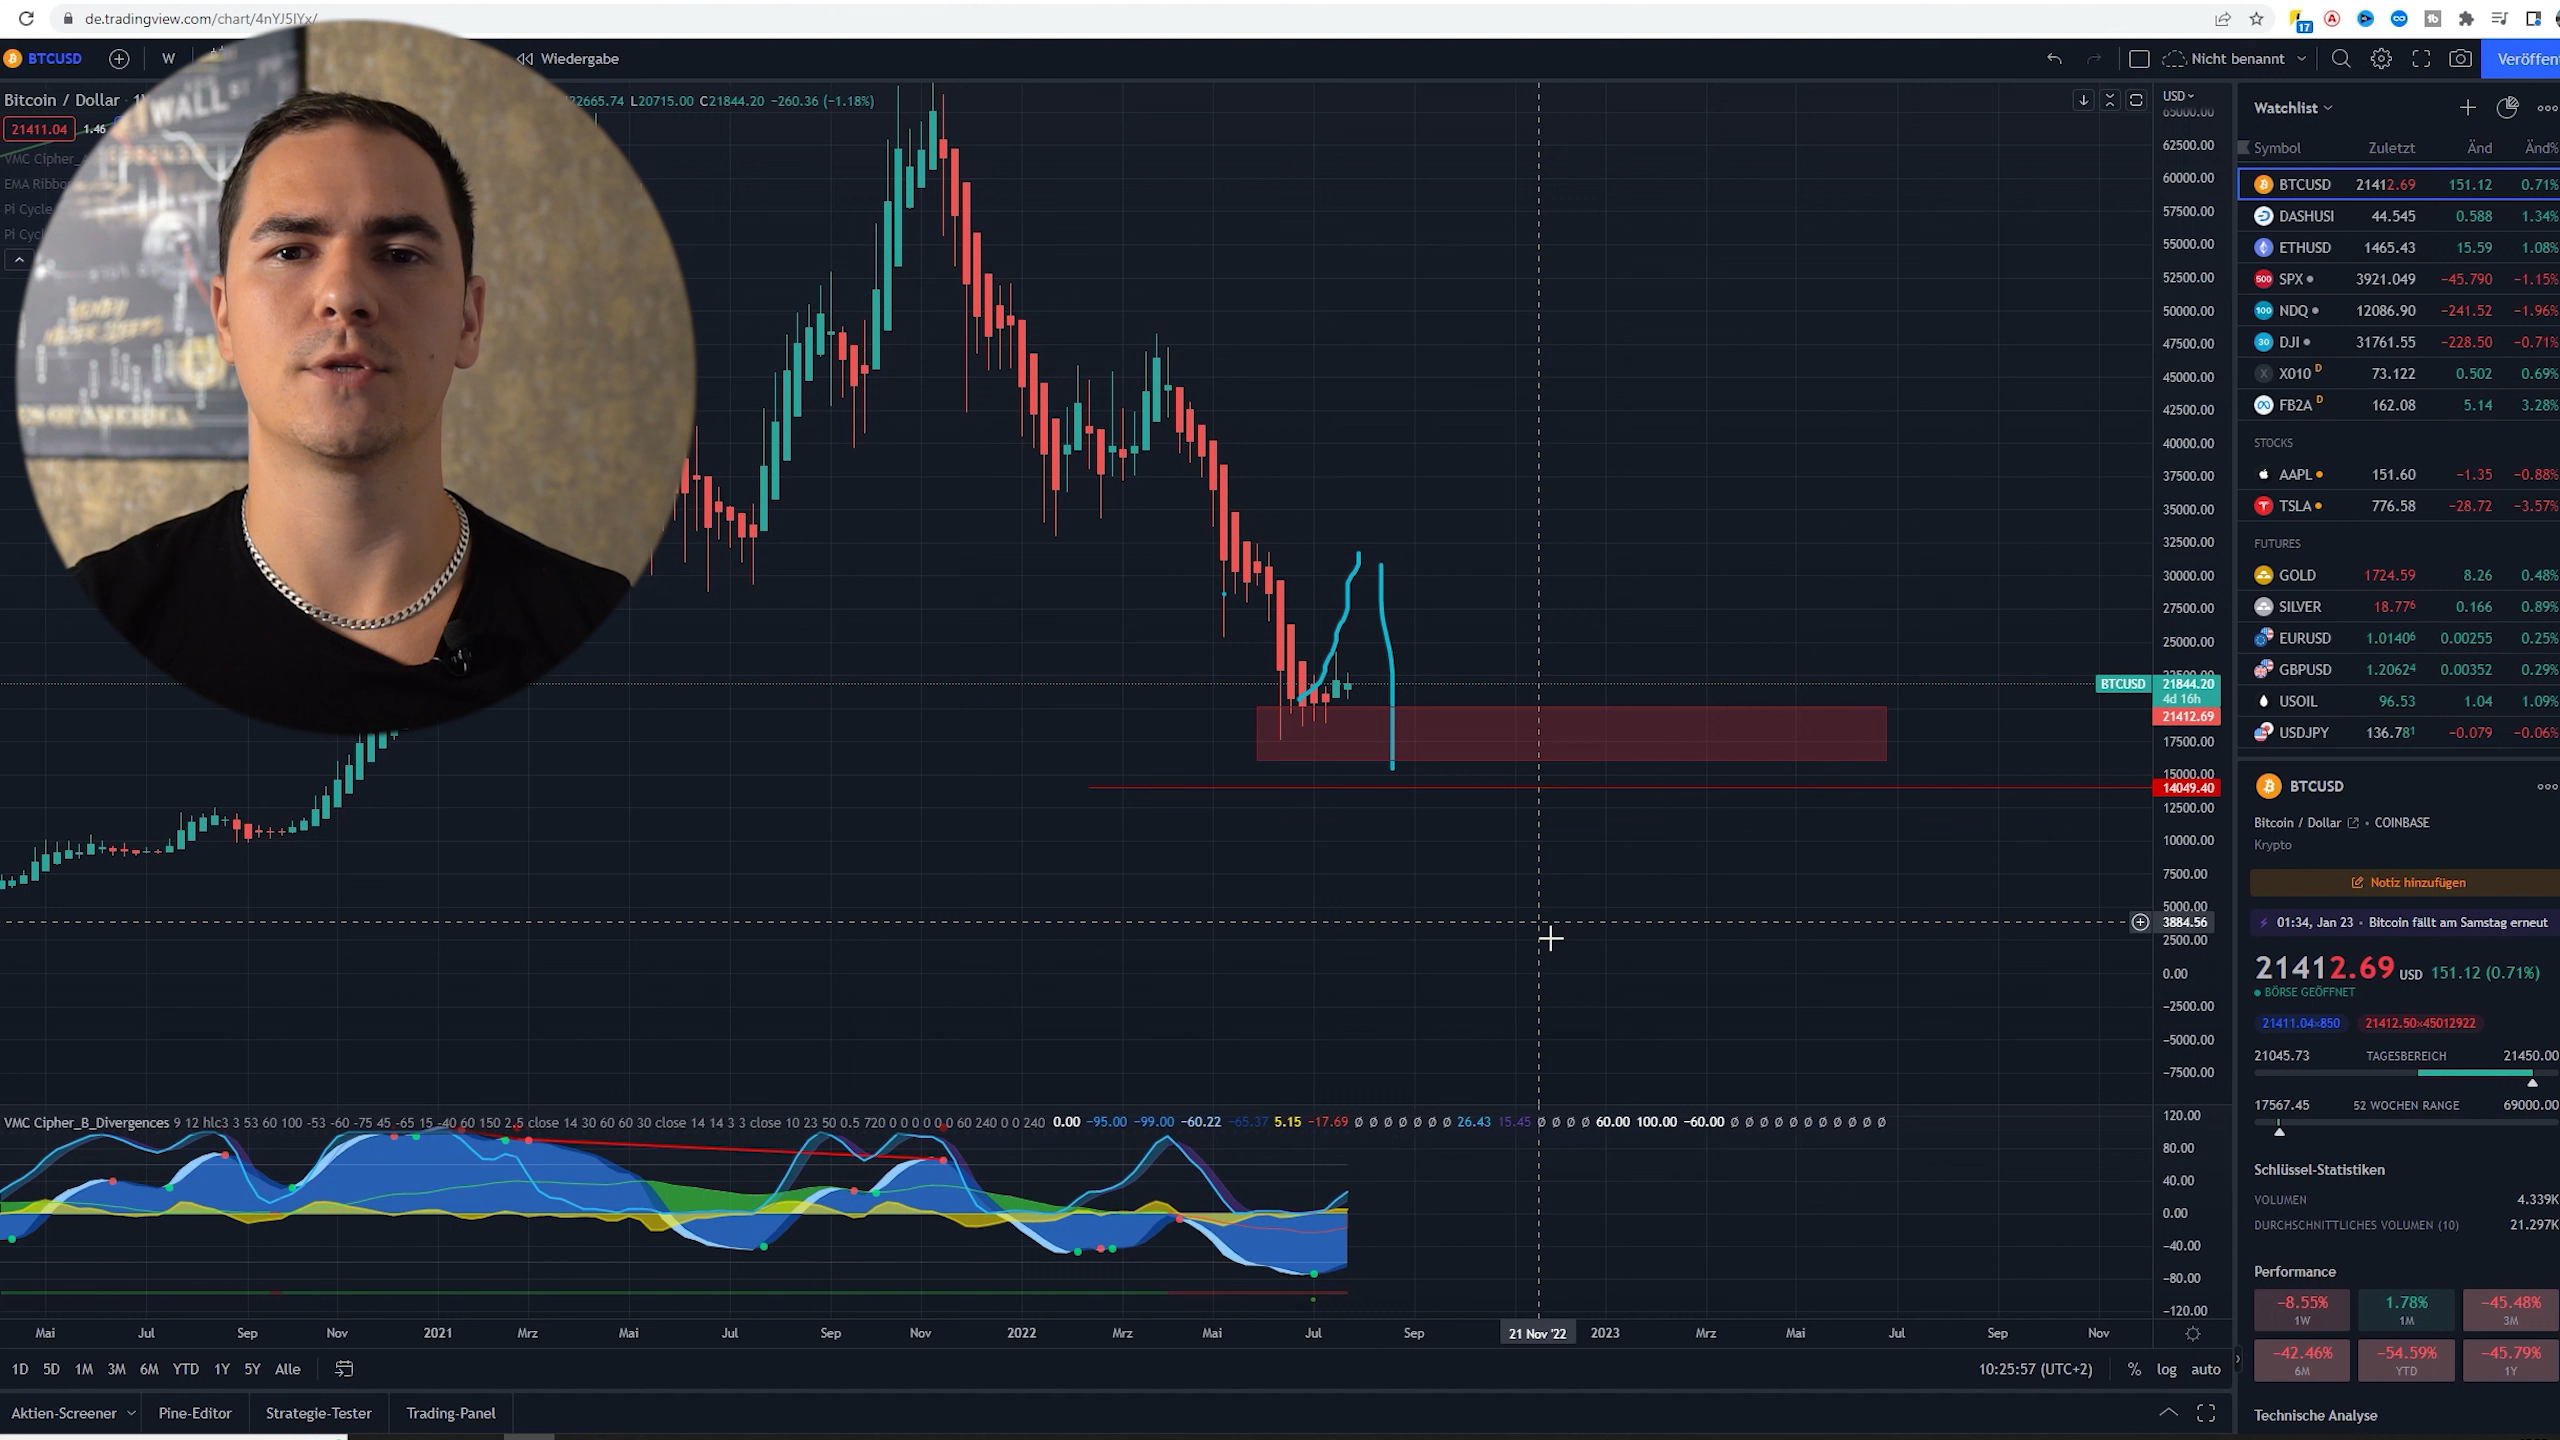 de.tradingview.com/chart/4nYJ5lYx/
17
BTCUSD
W
Wiedergabe
Nicht benannt
Veröffen
Bitcoin / Dollar
22665.74 L20715.00 C21844.20 −260.36 (−1.18%)
21411.04
1.46
VMC Cipher_
EMA Ribbo
Pi Cycle
Pi Cycl
WALL
MONEY
NEVER SLEEPS
S OF AMERICA
USD
65000.00
62500.00
60000.00
57500.00
55000.00
52500.00
50000.00
47500.00
45000.00
42500.00
40000.00
37500.00
35000.00
32500.00
30000.00
27500.00
25000.00
22500.00
BTCUSD 21844.20
4d 16h
21412.69
17500.00
15000.00
14049.40
12500.00
10000.00
7500.00
5000.00
3884.56
2500.00
0.00
−2500.00
−5000.00
−7500.00
VMC Cipher_B_Divergences 9 12 hlc3 3 53 60 100 -53 -60 -75 45 -65 15 -40 60 150 2.5 close 14 30 60 60 30 close 14 14 3 3 close 10 23 50 0.5 720 0 0 0 0 0 0 60 240 0 0 240 0.00 −95.00 −99.00 −60.22 −65.37 5.15 −17.69 Ø Ø Ø Ø Ø Ø Ø 26.43 15.45 Ø Ø Ø Ø 60.00 100.00 −60.00 Ø Ø Ø Ø Ø Ø Ø Ø Ø Ø
120.00
80.00
40.00
0.00
−40.00
−80.00
−120.00
Mai Jul Sep Nov 2021 Mrz Mai Jul Sep Nov 2022 Mrz Mai Jul Sep 21 Nov '22 2023 Mrz Mai Jul Sep Nov
1D 5D 1M 3M 6M YTD 1Y 5Y Alle
10:25:57 (UTC+2) % log auto
Aktien-Screener Pine-Editor Strategie-Tester Trading-Panel
Watchlist
Symbol Zuletzt Änd Änd%
BTCUSD 21412.69 151.12 0.71%
DASHUSI 44.545 0.588 1.34%
ETHUSD 1465.43 15.59 1.08%
500 SPX 3921.049 −45.790 −1.15%
100 NDQ 12086.90 −241.52 −1.96%
30 DJI 31761.55 −228.50 −0.71%
X X010 D 73.122 0.502 0.69%
FB2A D 162.08 5.14 3.28%
STOCKS
AAPL 151.60 −1.35 −0.88%
TSLA 776.58 −28.72 −3.57%
FUTURES
GOLD 1724.59 8.26 0.48%
SILVER 18.776 0.166 0.89%
EURUSD 1.01406 0.00255 0.25%
GBPUSD 1.20624 0.00352 0.29%
USOIL 96.53 1.04 1.09%
USDJPY 136.781 −0.079 −0.06%
BTCUSD
Bitcoin / Dollar • COINBASE
Krypto
Notiz hinzufügen
01:34, Jan 23 • Bitcoin fällt am Samstag erneut
21412.69 USD 151.12 (0.71%)
BÖRSE GEÖFFNET
21411.04×850 21412.50×45012922
21045.73 TAGESBEREICH 21450.00
17567.45 52 WOCHEN RANGE 69000.00
Schlüssel-Statistiken
VOLUMEN 4.339K
DURCHSCHNITTLICHES VOLUMEN (10) 21.297K
Performance
−8.55% 1.78% −45.48%
1W 1M 3M
−42.46% −54.59% −45.79%
6M YTD 1Y
Technische Analyse